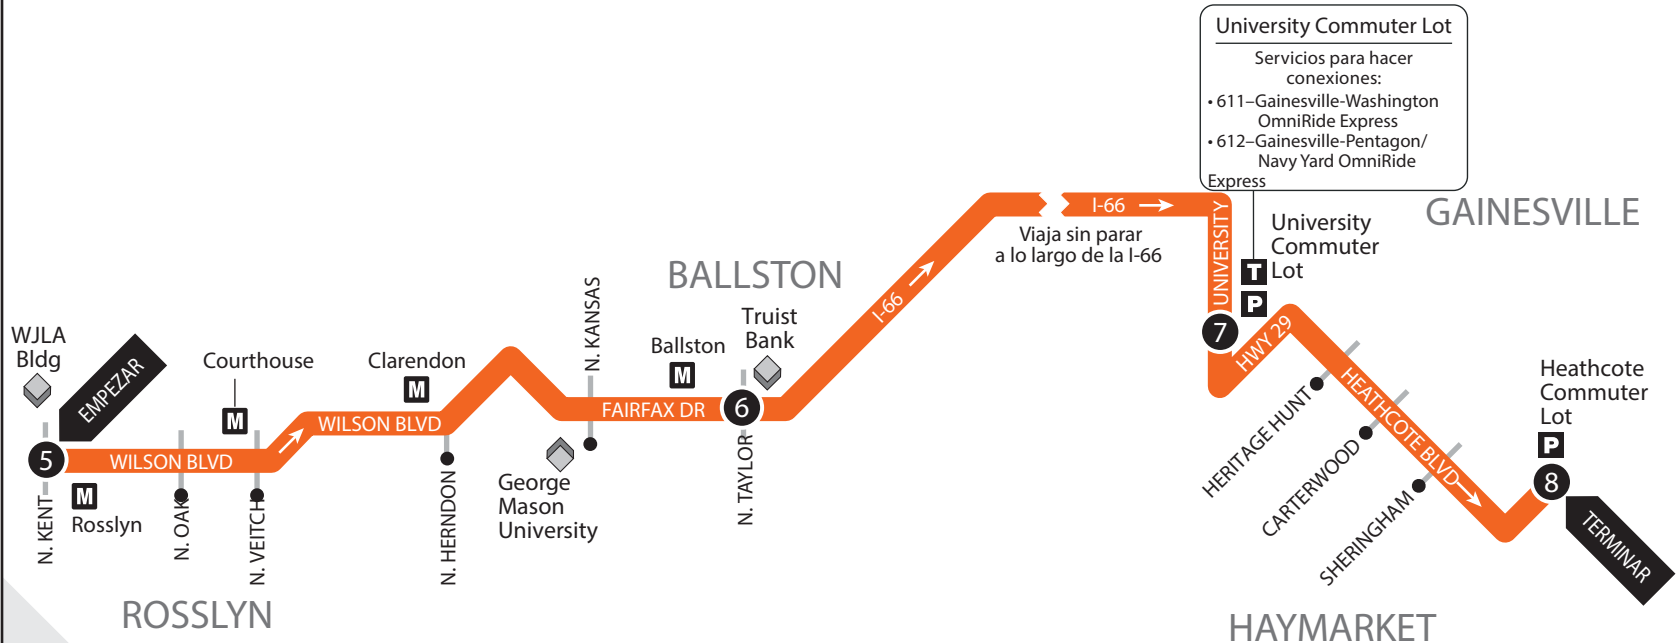 University Commuter Lot
Servicios para hacer
conexiones:
• 611–Gainesville-Washington
OmniRide Express
• 612–Gainesville-Pentagon/
Navy Yard OmniRide
Express
GAINESVILLE
I-66
Viaja sin parar
a lo largo de la I-66
UNIVERSITY
University
Commuter
Lot
T
P
7
HWY 29
BALLSTON
I-66
N. KANSAS
Truist
Bank
Ballston
M
FAIRFAX DR
6
N. TAYLOR
WJLA
Bldg
EMPEZAR
Courthouse
M
Clarendon
M
WILSON BLVD
5
WILSON BLVD
N. KENT
M
Rosslyn
N. OAK
N. VEITCH
N. HERNDON
George
Mason
University
ROSSLYN
HERITAGE HUNT
HEATHCOTE BLVD
CARTERWOOD
SHERINGHAM
Heathcote
Commuter
Lot
P
8
TERMINAR
HAYMARKET